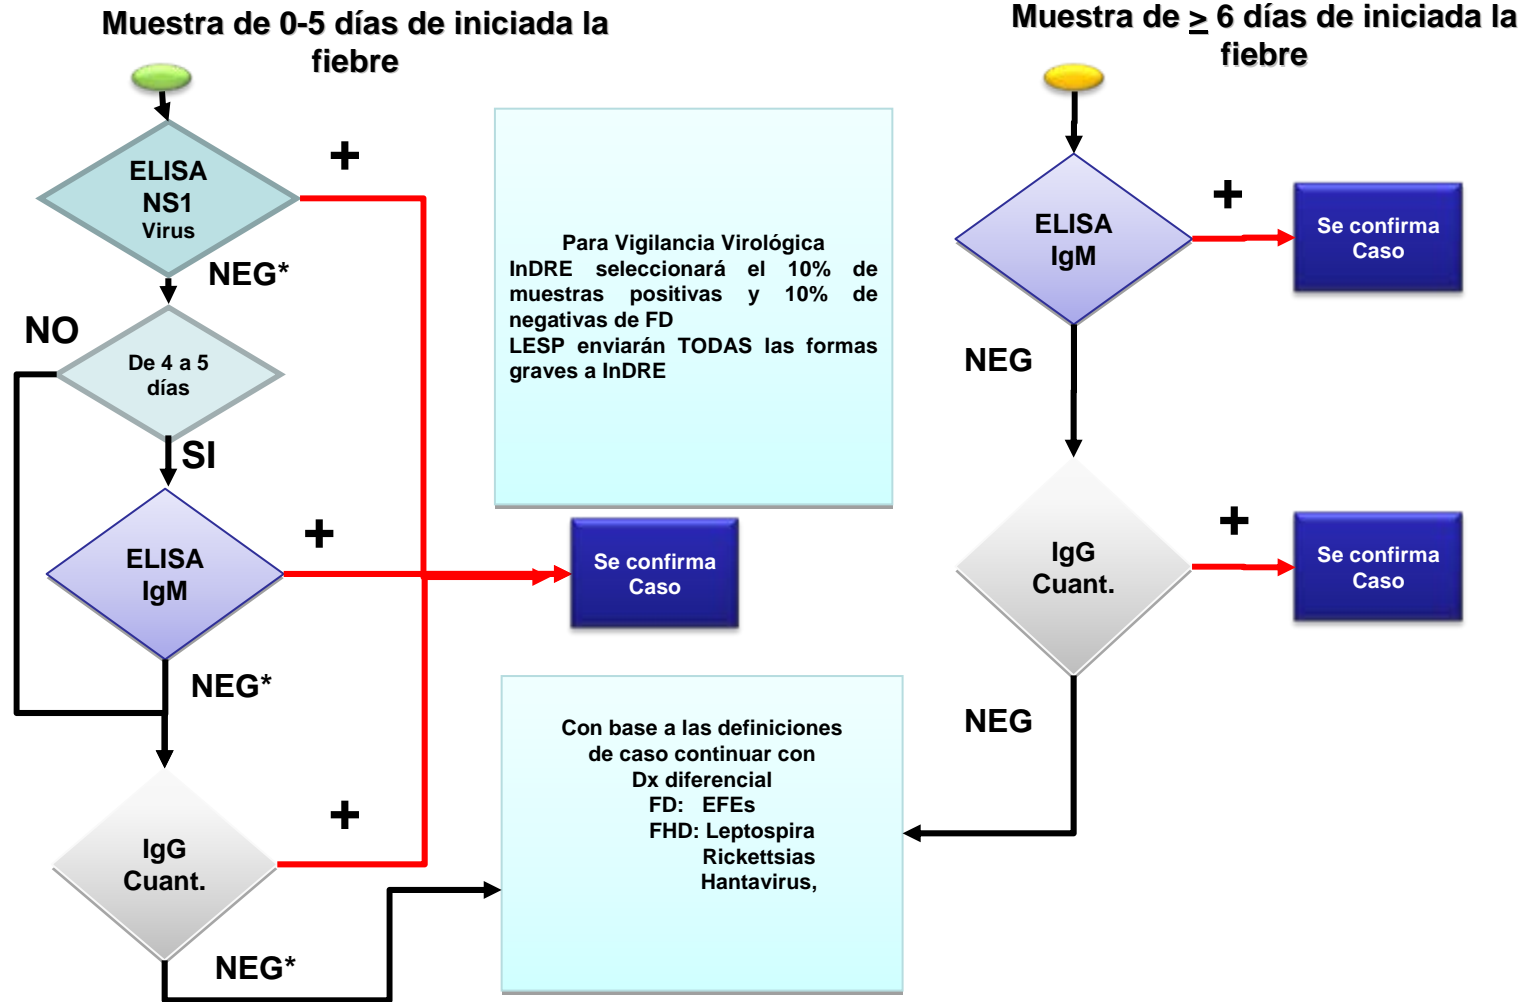 Muestra de 0-5 días de iniciada la
fiebre
ELISA
NS1
Virus
+
NEG*
NO
De 4 a 5
días
SI
ELISA
IgM
+
NEG*
IgG
Cuant.
+
NEG*
Para Vigilancia Virológica
InDRE seleccionará el 10% de
muestras positivas y 10% de
negativas de FD
LESP enviarán TODAS las formas
graves a InDRE
Se confirma
Caso
Con base a las definiciones
de caso continuar con
Dx diferencial
FD: EFEs
FHD: Leptospira
Rickettsias
Hantavirus,
Muestra de ≥ 6 días de iniciada la
fiebre
ELISA
IgM
+
Se confirma
Caso
NEG
IgG
Cuant.
+
Se confirma
Caso
NEG